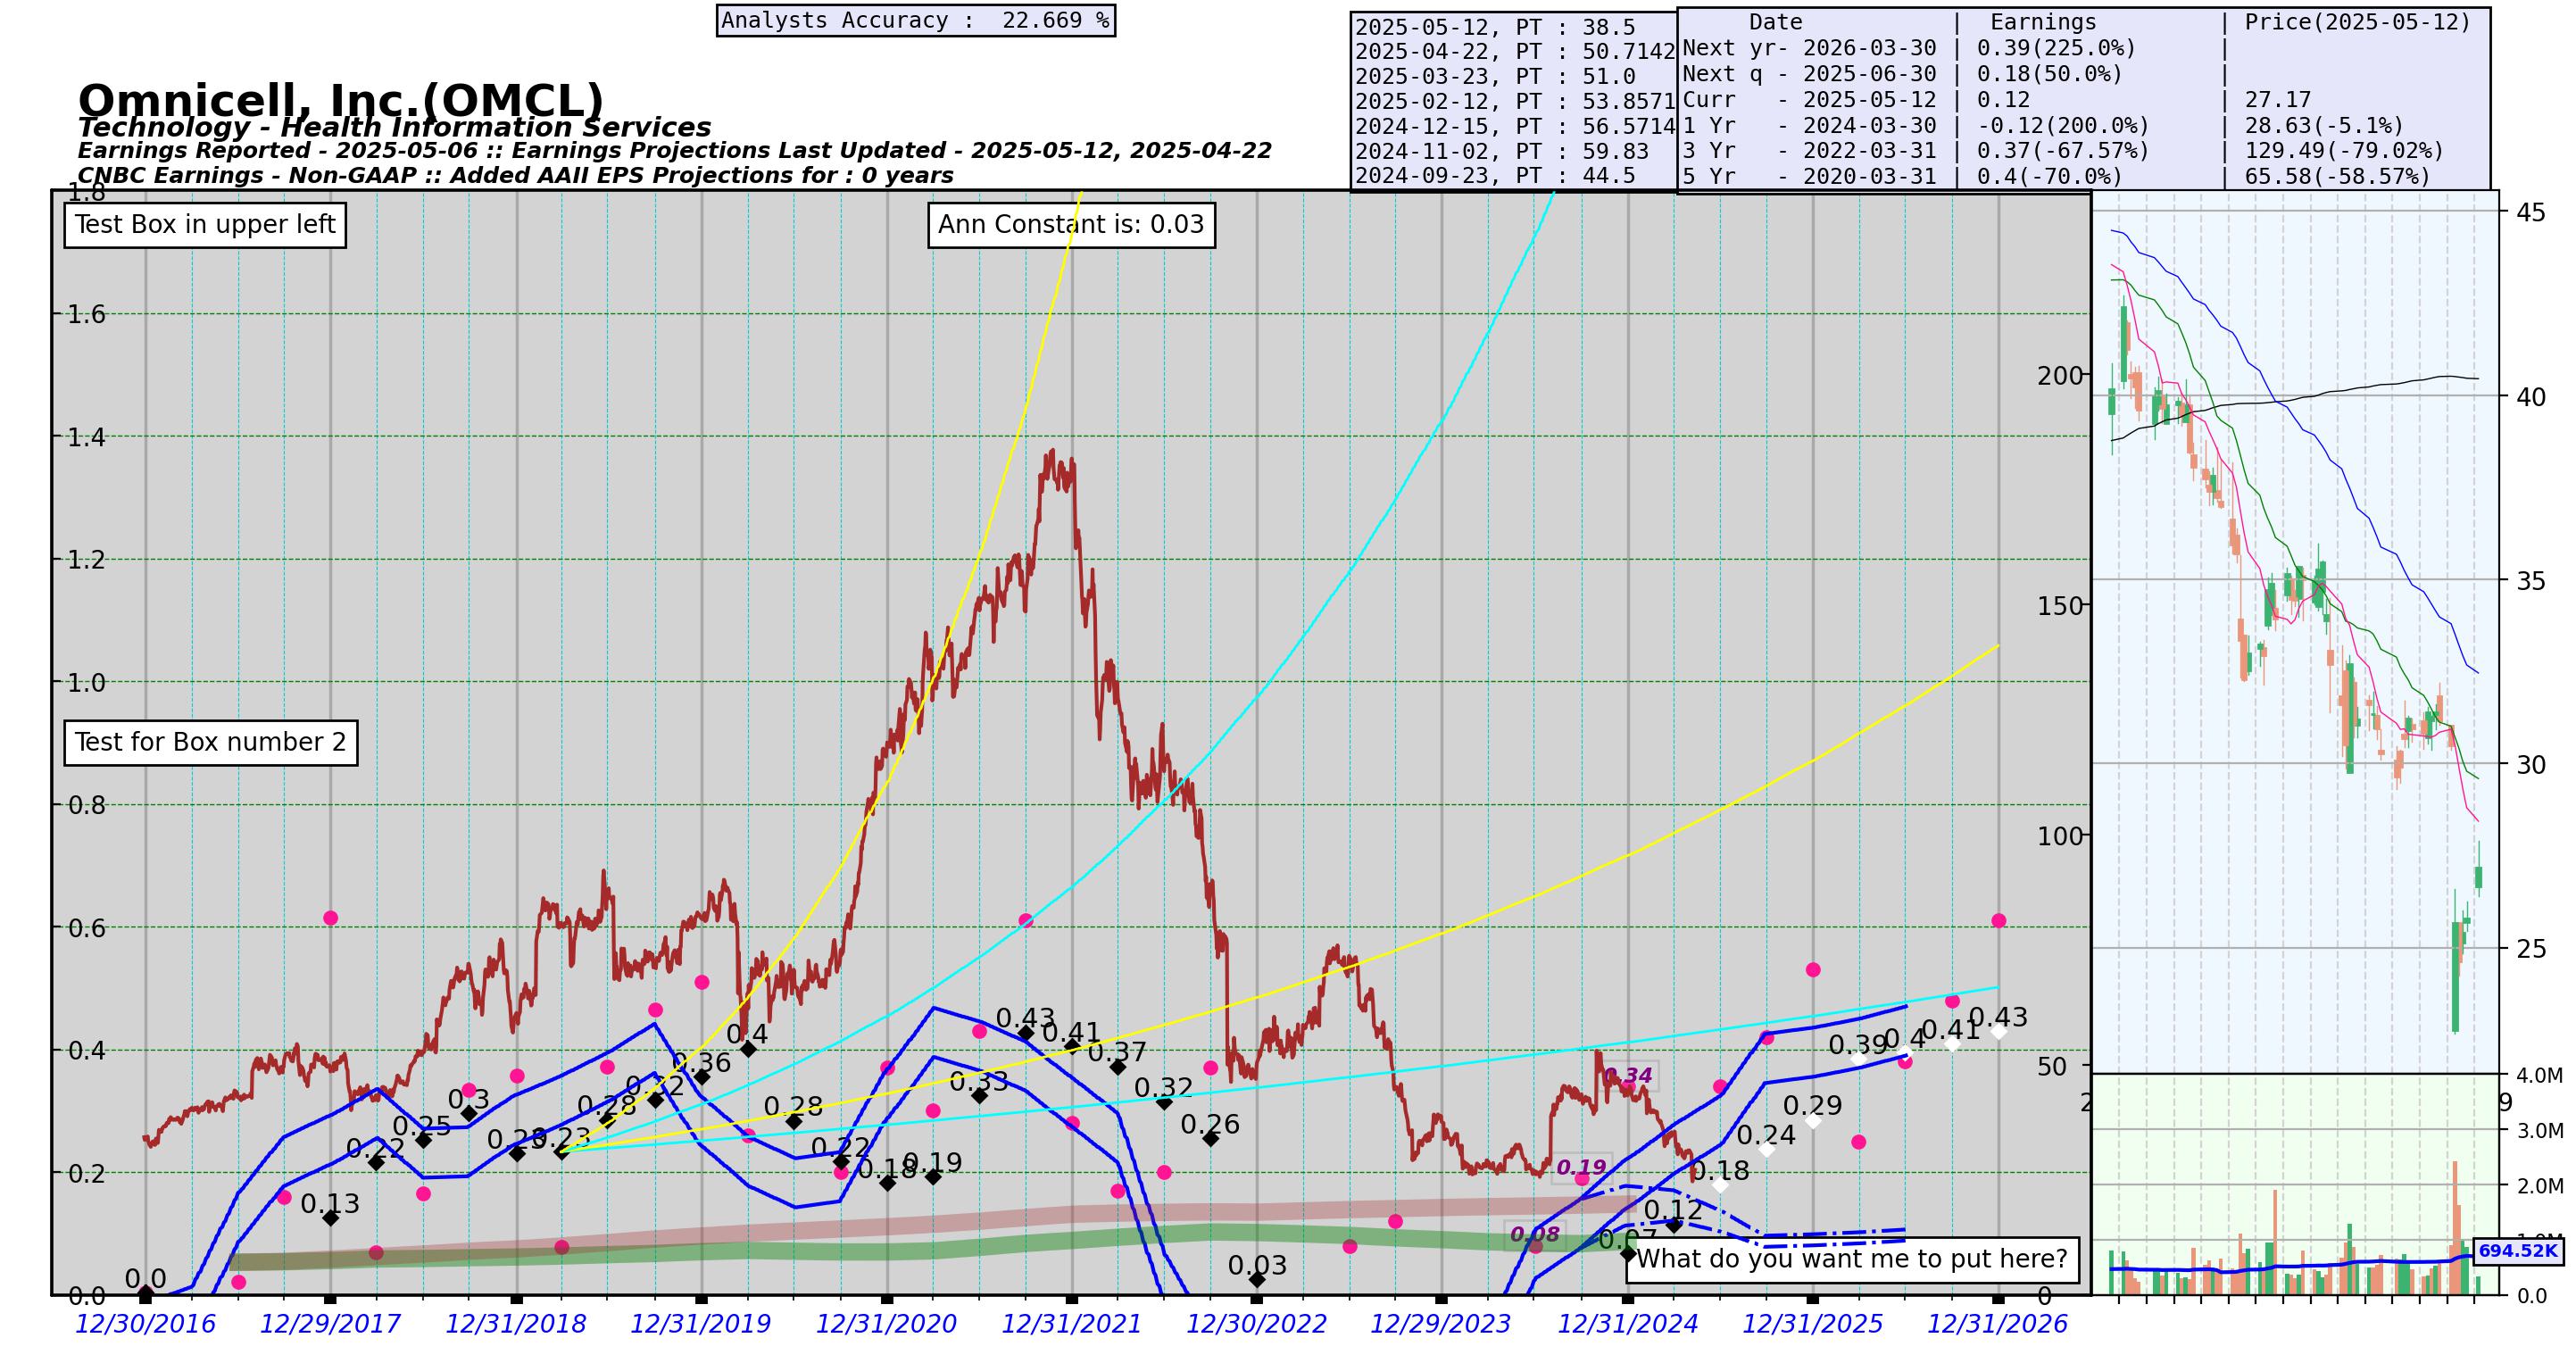 Analysts Accuracy :  22.669 %
2025-05-12, PT : 38.5
2025-04-22, PT : 50.7142
2025-03-23, PT : 51.0
2025-02-12, PT : 53.8571
2024-12-15, PT : 56.5714
2024-11-02, PT : 59.83
2024-09-23, PT : 44.5
Date | Earnings | Price(2025-05-12)
Next yr- 2026-03-30 | 0.39(225.0%) |
Next q - 2025-06-30 | 0.18(50.0%) |
Curr - 2025-05-12 | 0.12 | 27.17
1 Yr - 2024-03-30 | -0.12(200.0%) | 28.63(-5.1%)
3 Yr - 2022-03-31 | 0.37(-67.57%) | 129.49(-79.02%)
5 Yr - 2020-03-31 | 0.4(-70.0%) | 65.58(-58.57%)
Omnicell, Inc.(OMCL)
Technology - Health Information Services
Earnings Reported - 2025-05-06 :: Earnings Projections Last Updated - 2025-05-12, 2025-04-22
CNBC Earnings - Non-GAAP :: Added AAII EPS Projections for : 0 years
Test Box in upper left
Ann Constant is: 0.03
Test for Box number 2
What do you want me to put here?
1.8
1.6
1.4
1.2
1.0
0.8
0.6
0.4
0.2
0.0
0.0
0.13
0.22
0.25
0.3
0.23
0.23
0.28
0.32
0.36
0.4
0.28
0.22
0.18
0.19
0.33
0.43
0.41
0.37
0.32
0.26
0.03
0.08
0.19
0.34
0.07
0.12
0.18
0.24
0.29
0.39
0.4
0.41
0.43
200
150
100
50
0
45
40
35
30
25
2
9
4.0M
3.0M
2.0M
1.0M
694.52K
0.0
12/30/2016
12/29/2017
12/31/2018
12/31/2019
12/31/2020
12/31/2021
12/30/2022
12/29/2023
12/31/2024
12/31/2025
12/31/2026